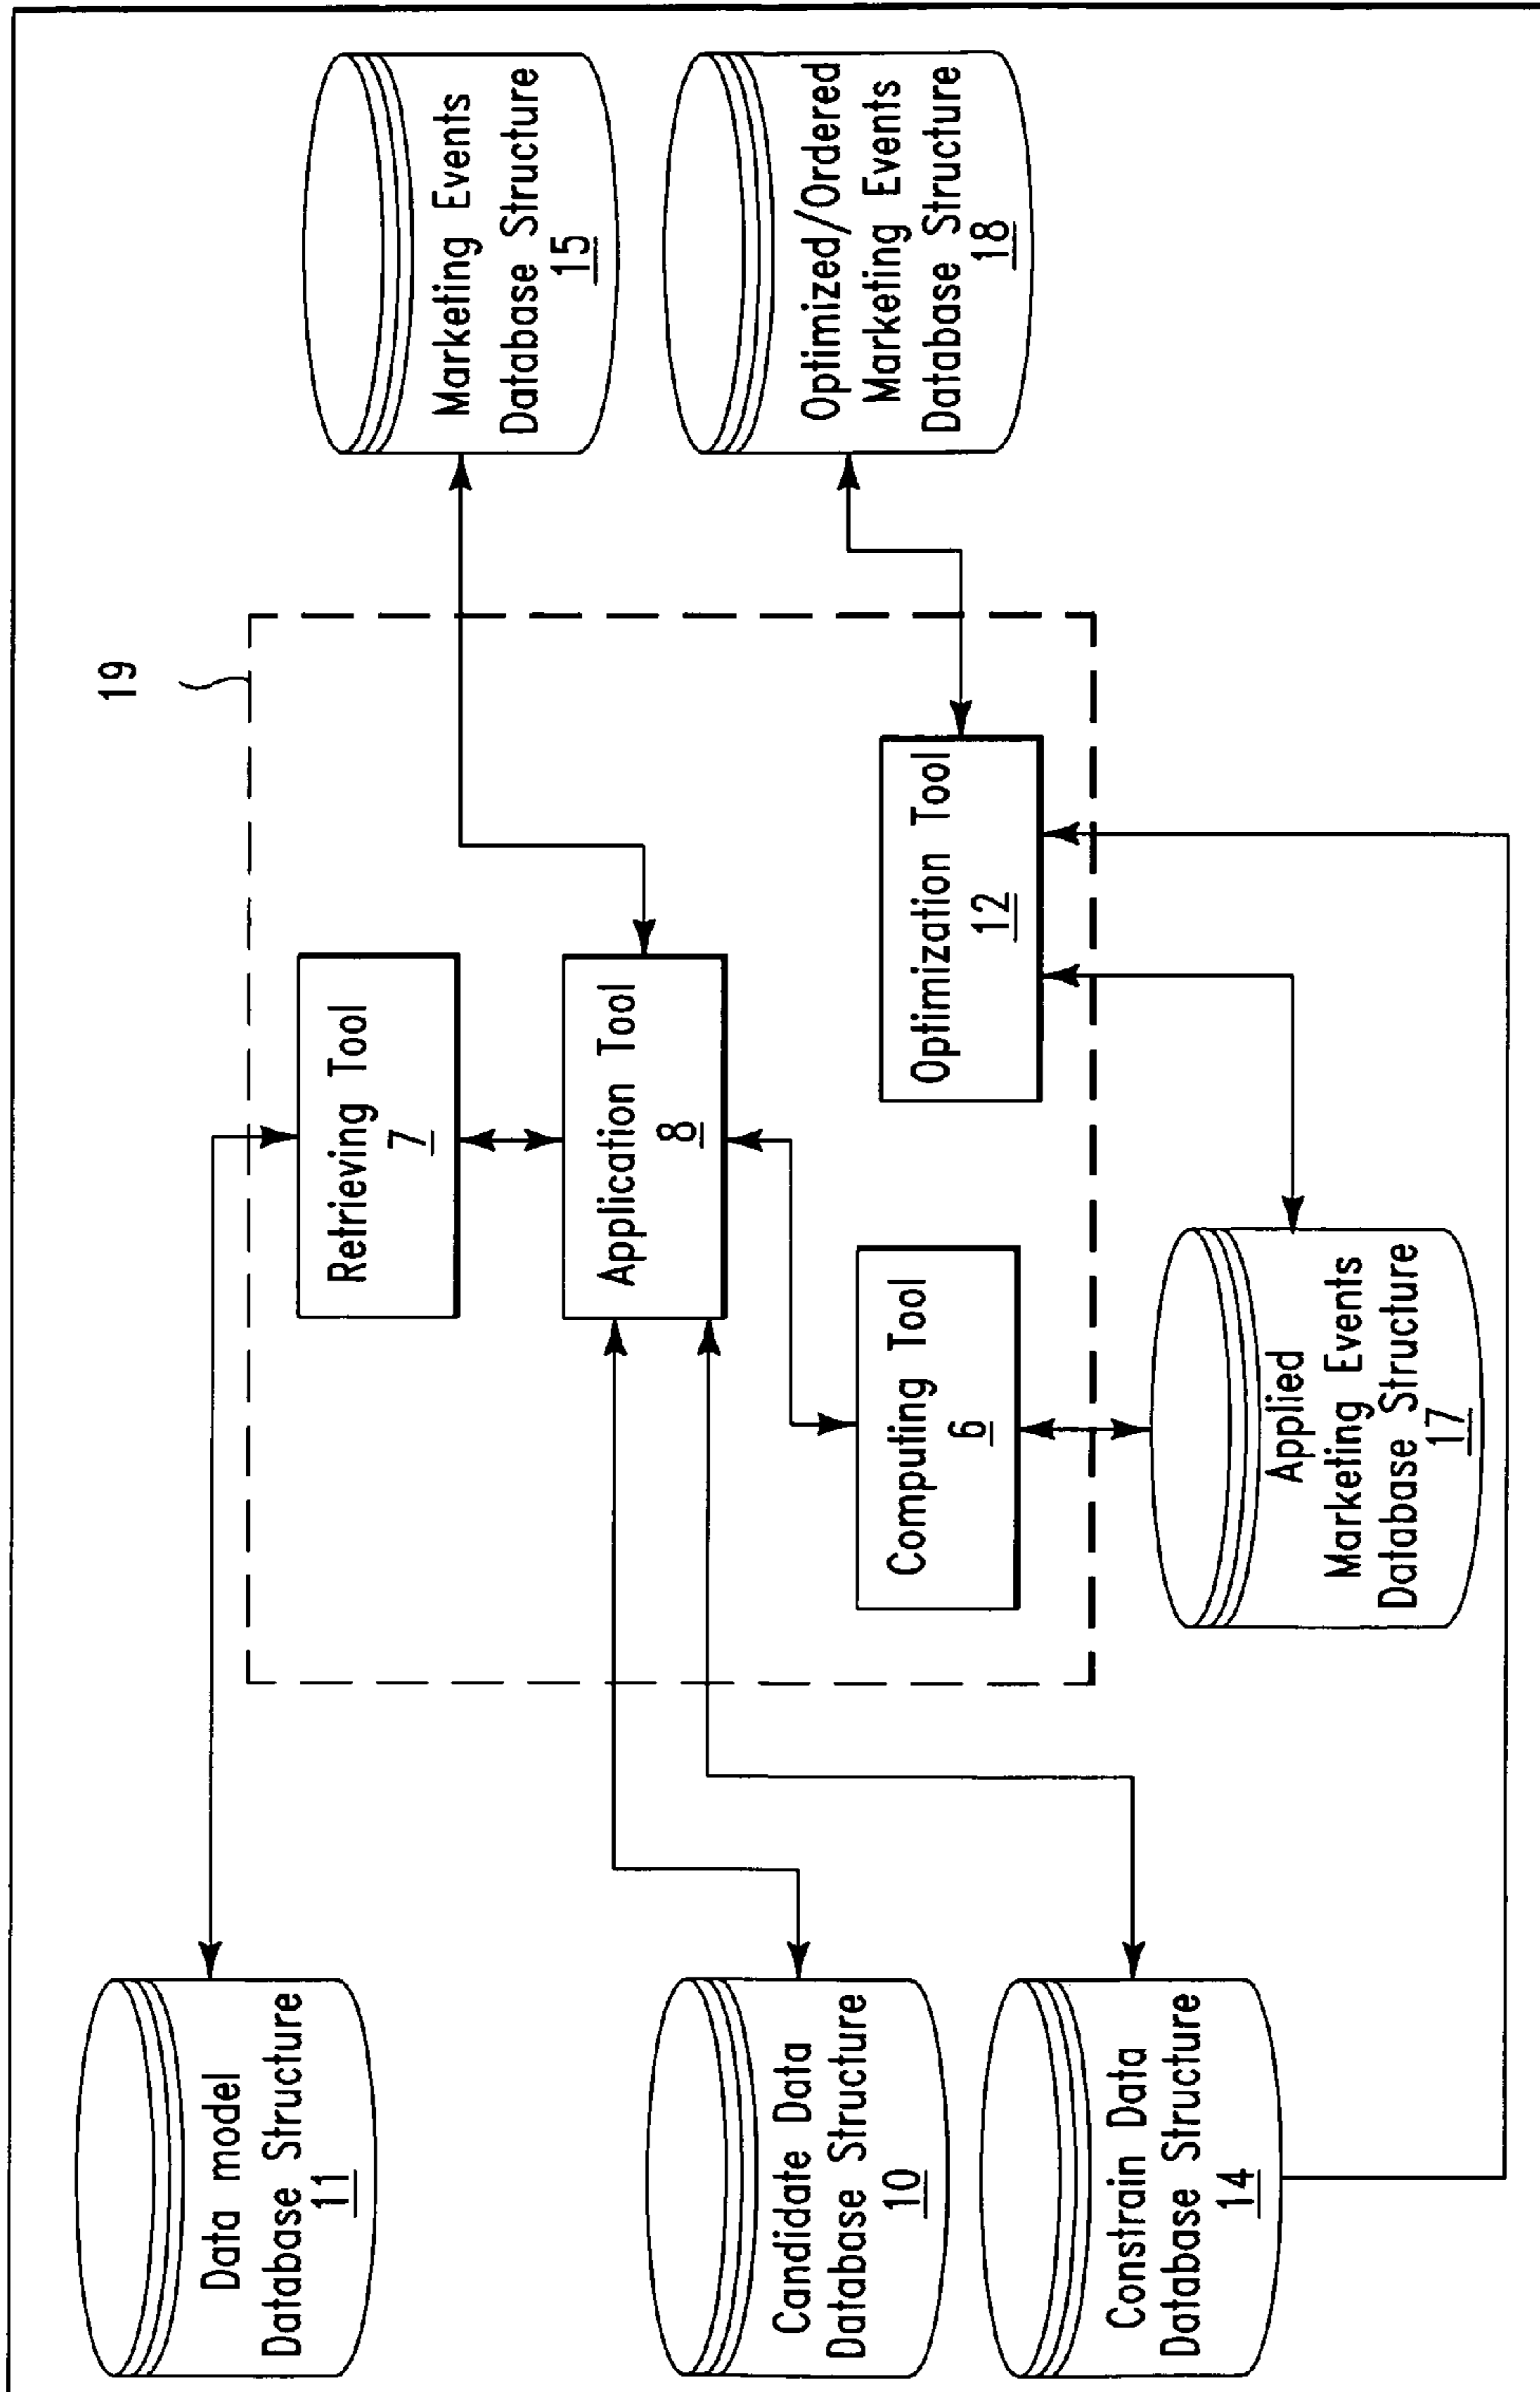 19
Data model
Database Structure
11
Retrieving Tool
7
Marketing Events
Database Structure
15
Application Tool
8
Candidate Data
Database Structure
10
Optimized/Ordered
Marketing Events
Database Structure
18
Computing Tool
6
Optimization Tool
12
Constrain Data
Database Structure
14
Applied
Marketing Events
Database Structure
17